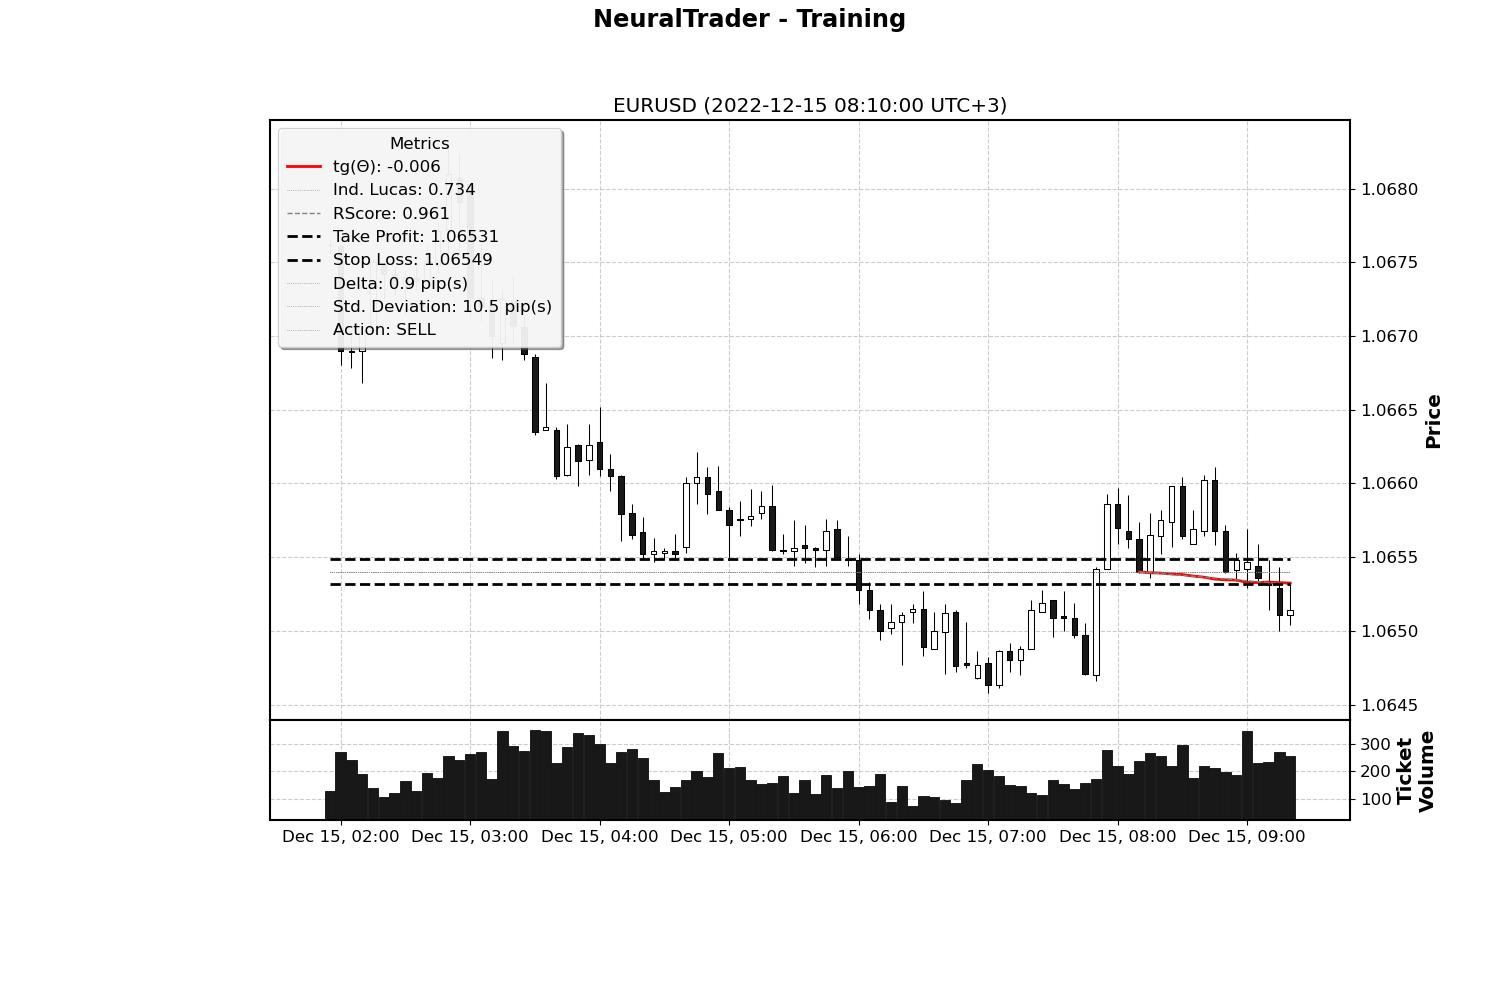 NeuralTrader - Training
EURUSD (2022-12-15 08:10:00 UTC+3)
Metrics
tg(Θ): -0.006
Ind. Lucas: 0.734
RScore: 0.961
Take Profit: 1.06531
Stop Loss: 1.06549
Delta: 0.9 pip(s)
Std. Deviation: 10.5 pip(s)
Action: SELL
1.0680
1.0675
1.0670
1.0665
1.0660
1.0655
1.0650
1.0645
Price
300
200
100
Ticket
Volume
Dec 15, 02:00
Dec 15, 03:00
Dec 15, 04:00
Dec 15, 05:00
Dec 15, 06:00
Dec 15, 07:00
Dec 15, 08:00
Dec 15, 09:00